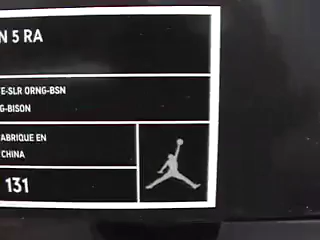 N 5 RA
E-SLR ORNG-BSN
G-BISON
ABRIQUE EN
CHINA
131